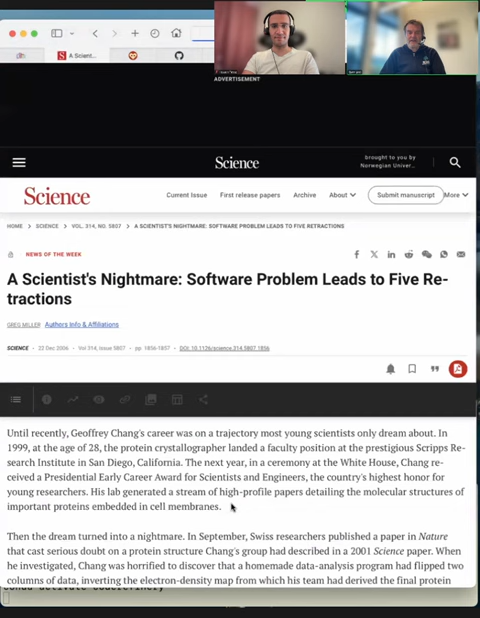 A Scient...
ADVERTISEMENT
Science
brought to you by
Norwegian Univer...
Science
Current Issue First release papers Archive About Submit manuscript More
HOME > SCIENCE > VOL. 314, NO. 5807 > A SCIENTIST'S NIGHTMARE: SOFTWARE PROBLEM LEADS TO FIVE RETRACTIONS
NEWS OF THE WEEK
A Scientist's Nightmare: Software Problem Leads to Five Re-
tractions
GREG MILLER Authors Info & Affiliations
SCIENCE • 22 Dec 2006 • Vol 314, Issue 5807 • pp. 1856-1857 • DOI: 10.1126/science.314.5807.1856
Until recently, Geoffrey Chang's career was on a trajectory most young scientists only dream about. In
1999, at the age of 28, the protein crystallographer landed a faculty position at the prestigious Scripps Re-
search Institute in San Diego, California. The next year, in a ceremony at the White House, Chang re-
ceived a Presidential Early Career Award for Scientists and Engineers, the country's highest honor for
young researchers. His lab generated a stream of high-profile papers detailing the molecular structures of
important proteins embedded in cell membranes.
Then the dream turned into a nightmare. In September, Swiss researchers published a paper in Nature
that cast serious doubt on a protein structure Chang's group had described in a 2001 Science paper. When
he investigated, Chang was horrified to discover that a homemade data-analysis program had flipped two
columns of data, inverting the electron-density map from which his team had derived the final protein
conda activate coderefinery